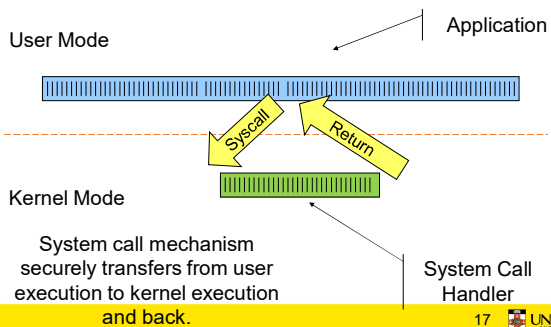 Application
User Mode
Syscall
Return
Kernel Mode
System call mechanism
securely transfers from user
execution to kernel execution
and back.
System Call
Handler
17
UN